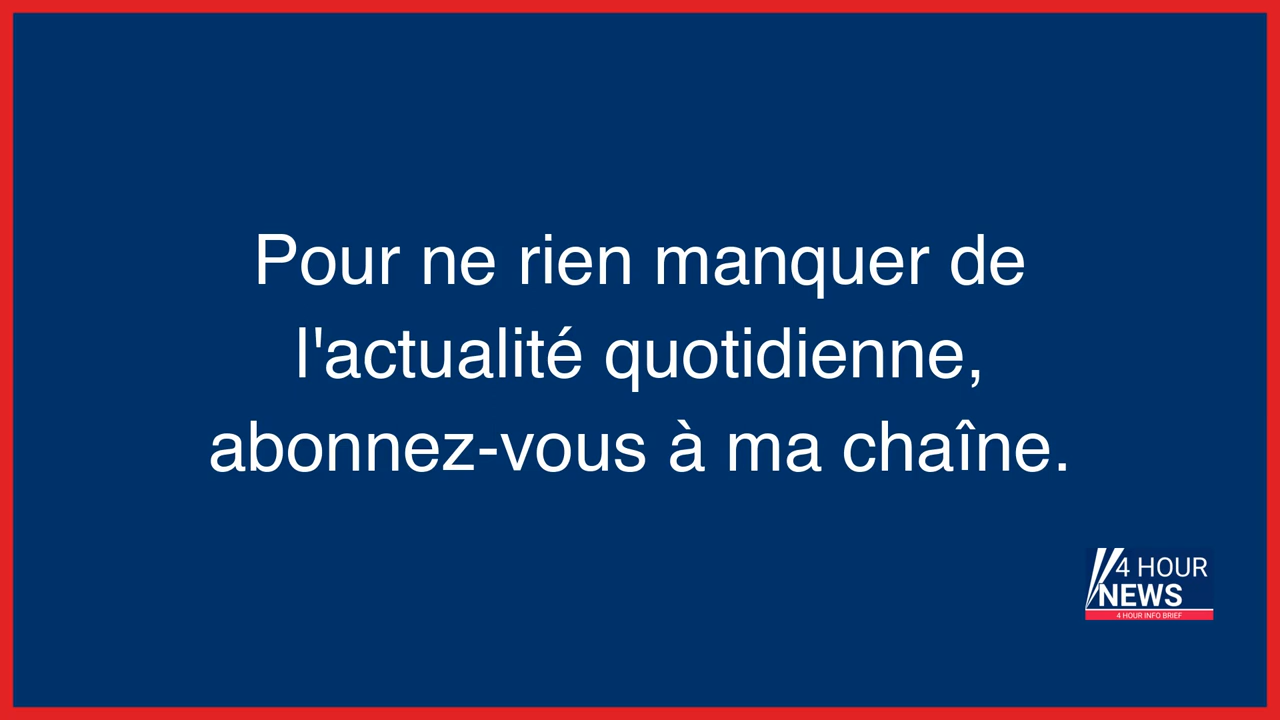 Pour ne rien manquer de
l'actualité quotidienne,
abonnez-vous à ma chaîne.
4 HOUR
NEWS
4 HOUR INFO BRIEF